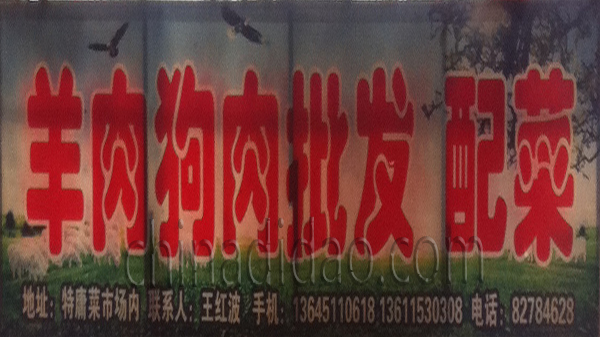 羊肉狗肉批发 配菜
chinadidao.com
地址：特庸菜市场内 联系人：王红波 手机：13645110618 13611530308 电话：82784628